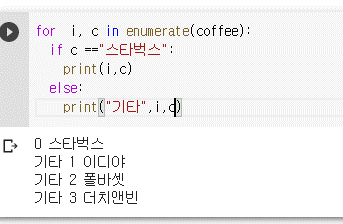 for  i, c in enumerate(coffee):
  if c =="스타벅스":
    print(i,c)
  else:
    print("기타",i,c)
0 스타벅스
기타 1 이디야
기타 2 폴바셋
기타 3 더치앤빈